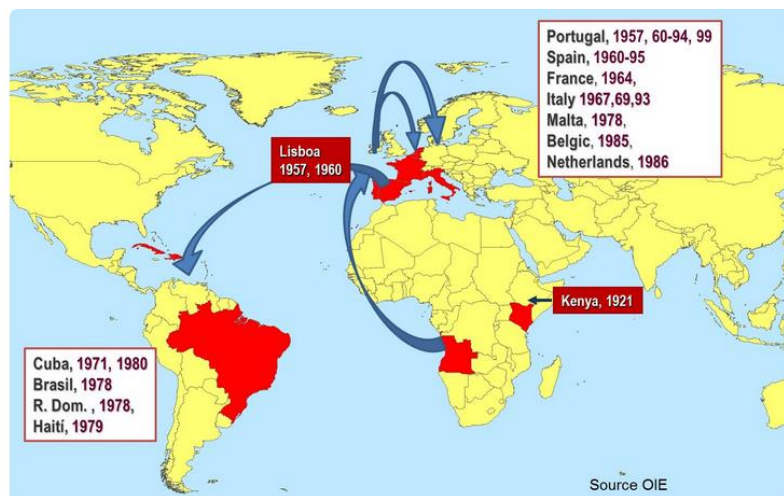 Portugal, 1957, 60-94, 99
Spain, 1960-95
France, 1964,
Italy 1967,69,93
Malta, 1978,
Belgic, 1985,
Netherlands, 1986
Lisboa
1957, 1960
Kenya, 1921
Cuba, 1971, 1980
Brasil, 1978
R. Dom. , 1978,
Haití, 1979
Source OIE